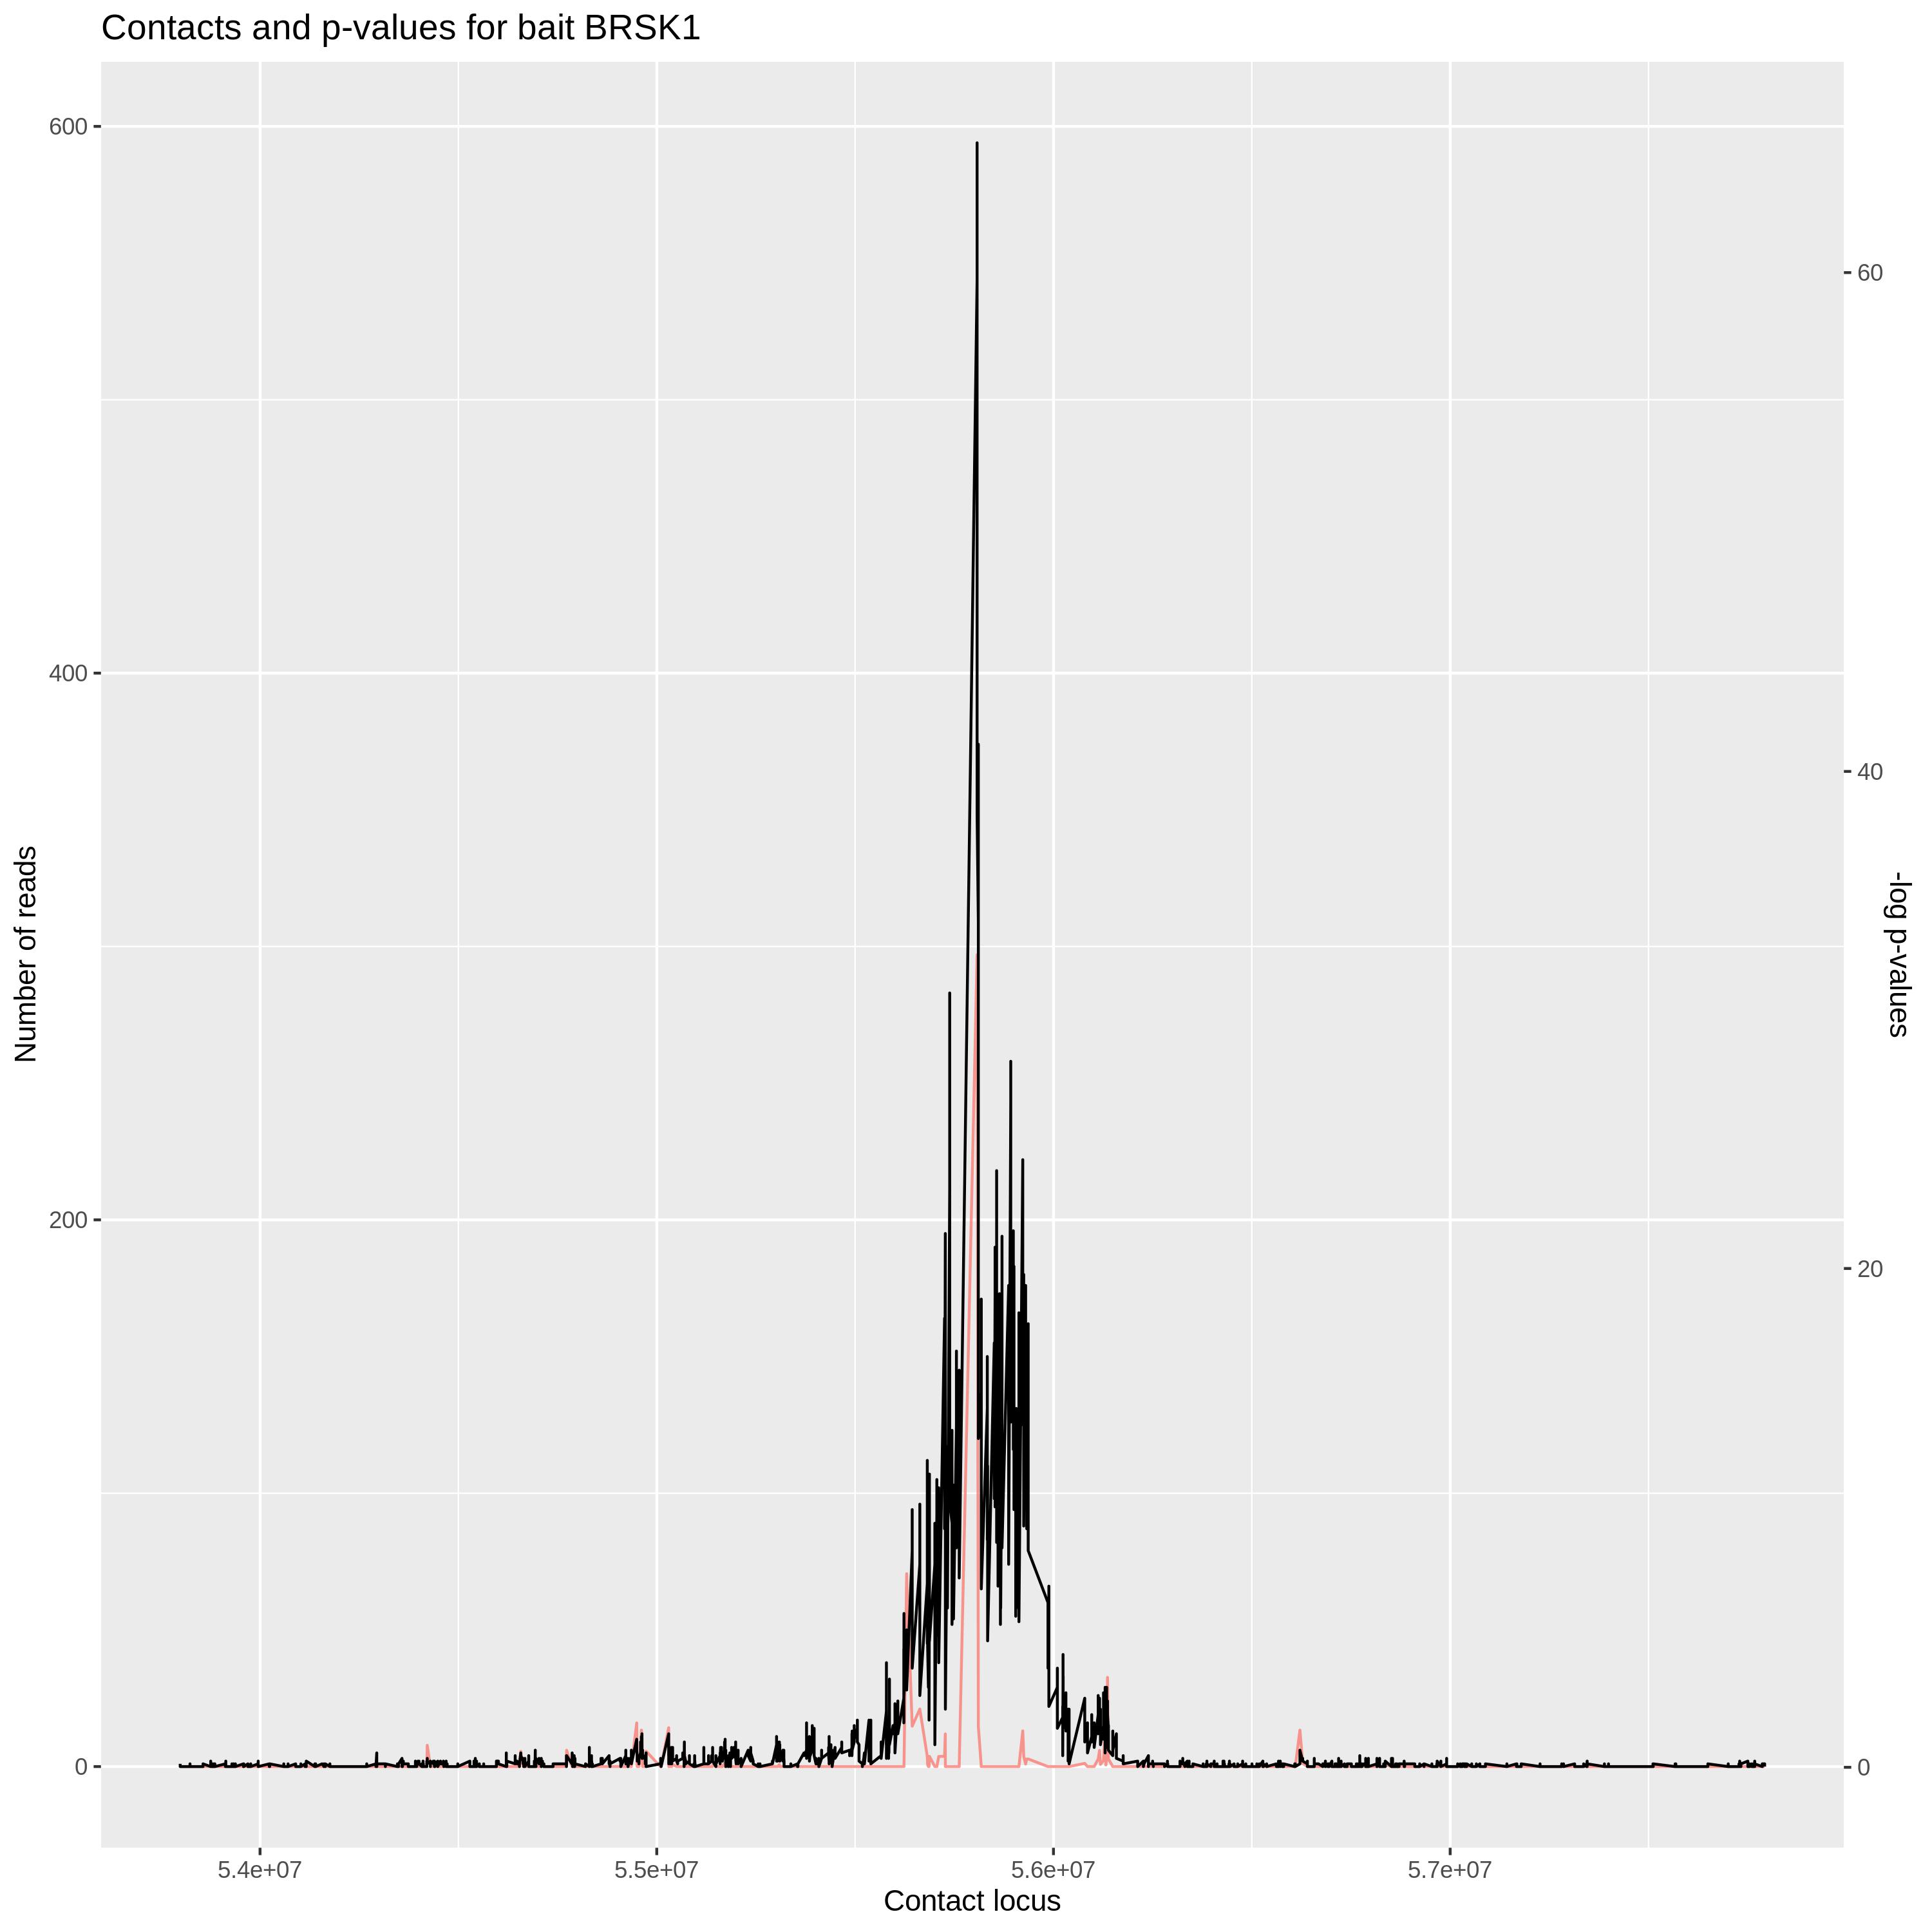 Contacts and p-values for bait BRSK1
600
400
200
0
Number of reads
60
40
20
0
-log p-values
5.4e+07
5.5e+07
5.6e+07
5.7e+07
Contact locus